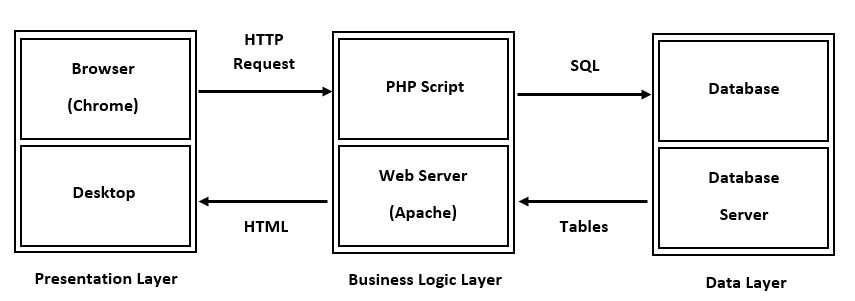 Browser
(Chrome)
Desktop
Presentation Layer
HTTP
Request
HTML
PHP Script
Web Server
(Apache)
Business Logic Layer
SQL
Tables
Database
Database
Server
Data Layer